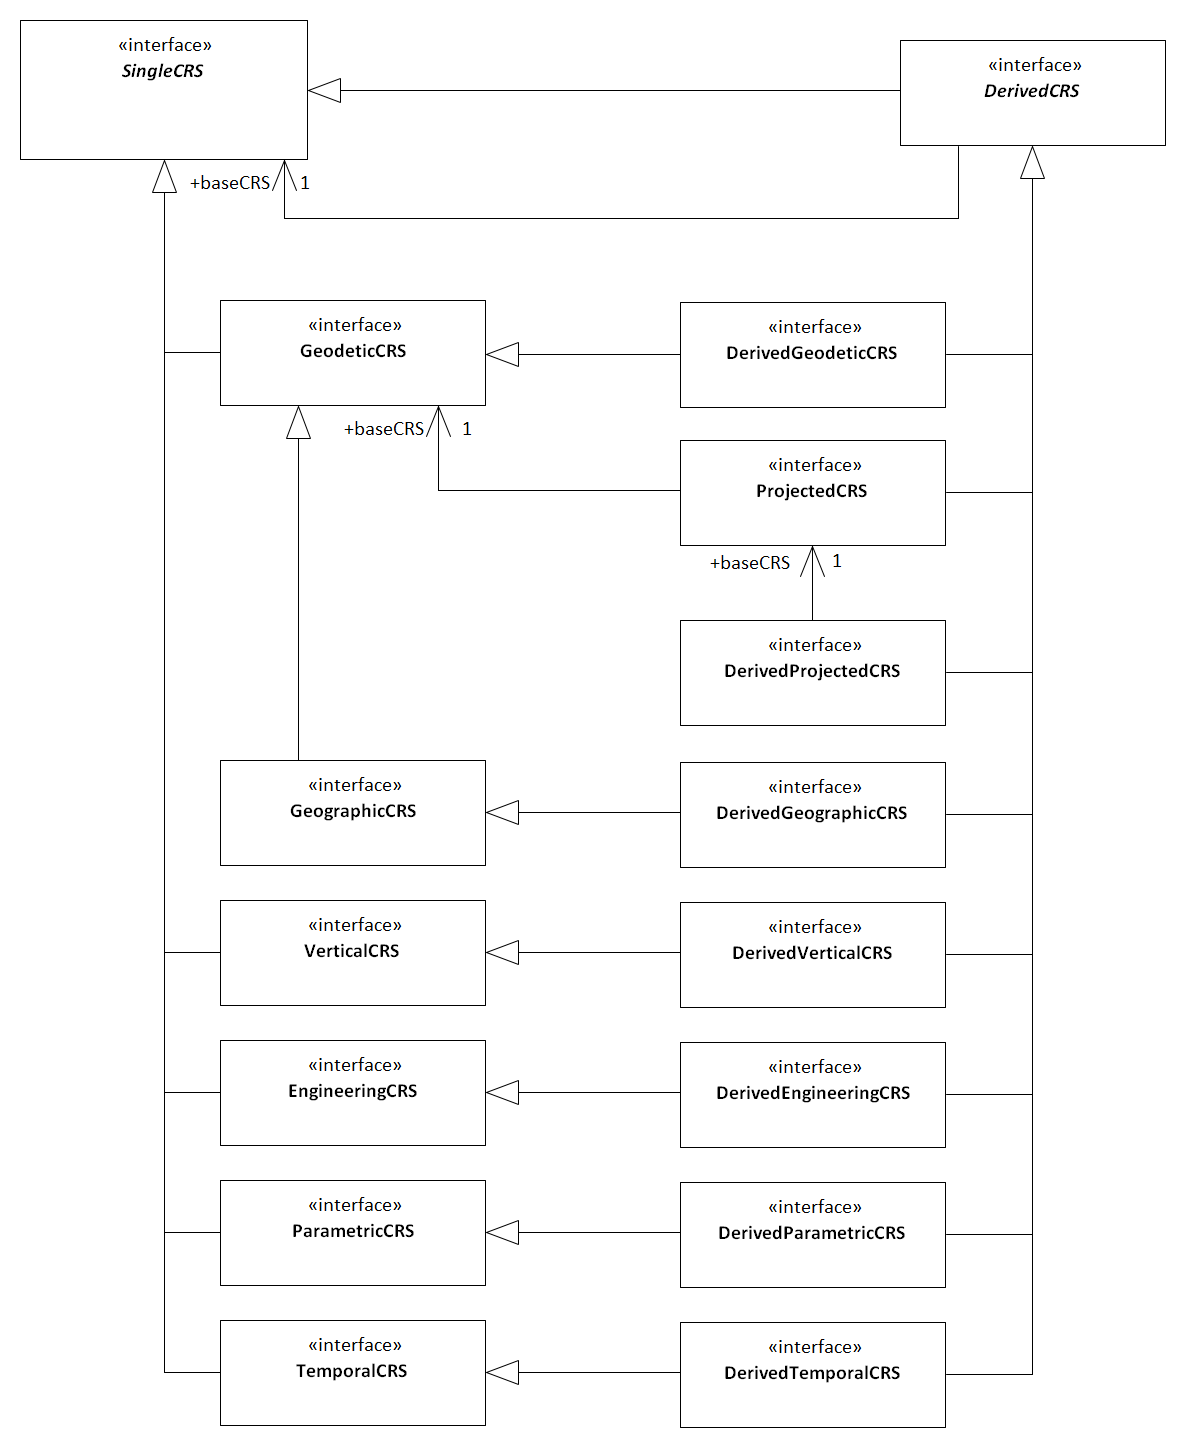 «interface»
SingleCRS
«interface»
DerivedCRS
+baseCRS
1
«interface»
GeodeticCRS
«interface»
DerivedGeodeticCRS
+baseCRS
1
«interface»
ProjectedCRS
+baseCRS
1
«interface»
DerivedProjectedCRS
«interface»
GeographicCRS
«interface»
DerivedGeographicCRS
«interface»
VerticalCRS
«interface»
DerivedVerticalCRS
«interface»
EngineeringCRS
«interface»
DerivedEngineeringCRS
«interface»
ParametricCRS
«interface»
DerivedParametricCRS
«interface»
TemporalCRS
«interface»
DerivedTemporalCRS